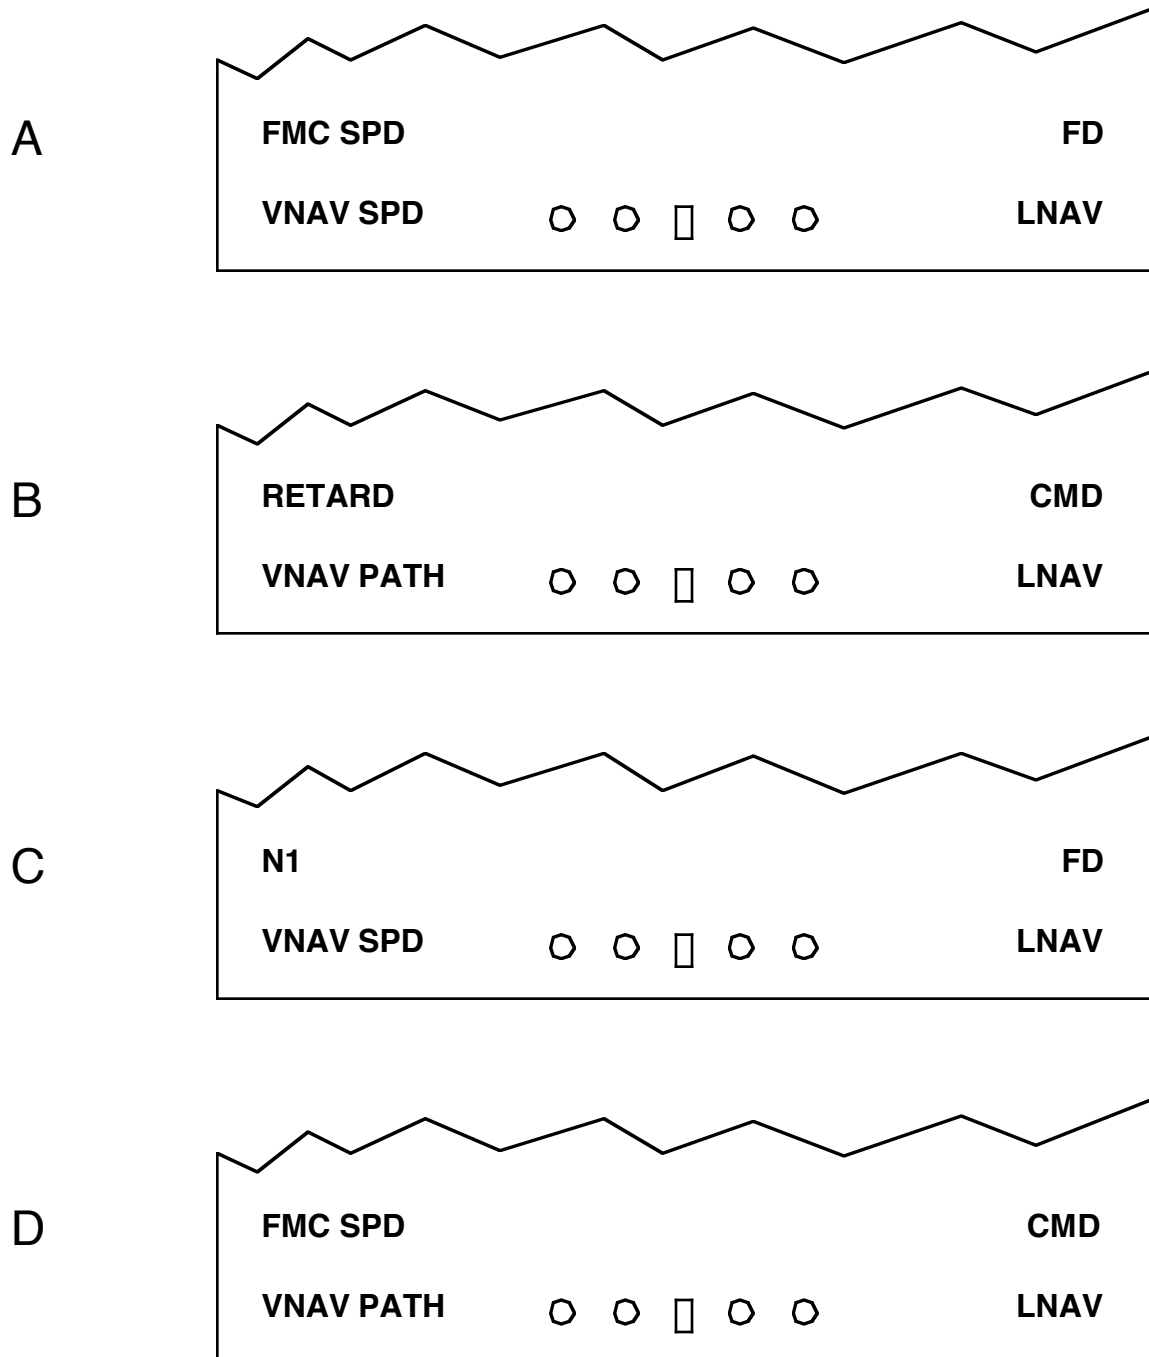 A
FMC SPD FD
VNAV SPD LNAV
B
RETARD CMD
VNAV PATH LNAV
C
N1 FD
VNAV SPD LNAV
D
FMC SPD CMD
VNAV PATH LNAV